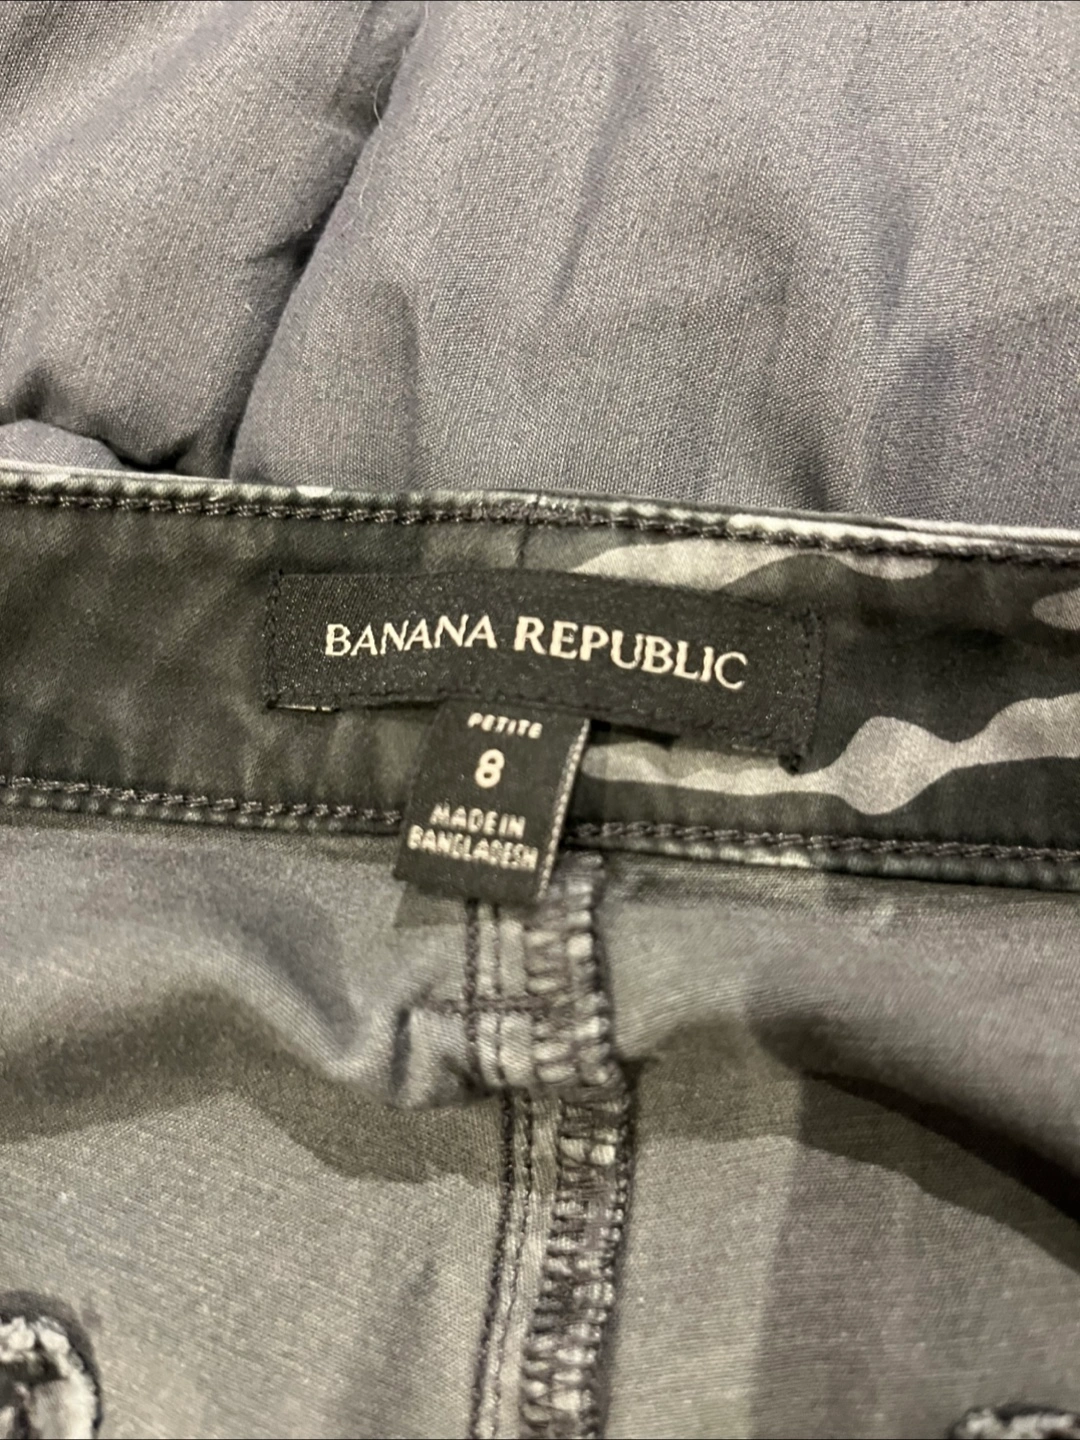 BANANA REPUBLIC
PETITE
8
MADE IN
BANGLADESH